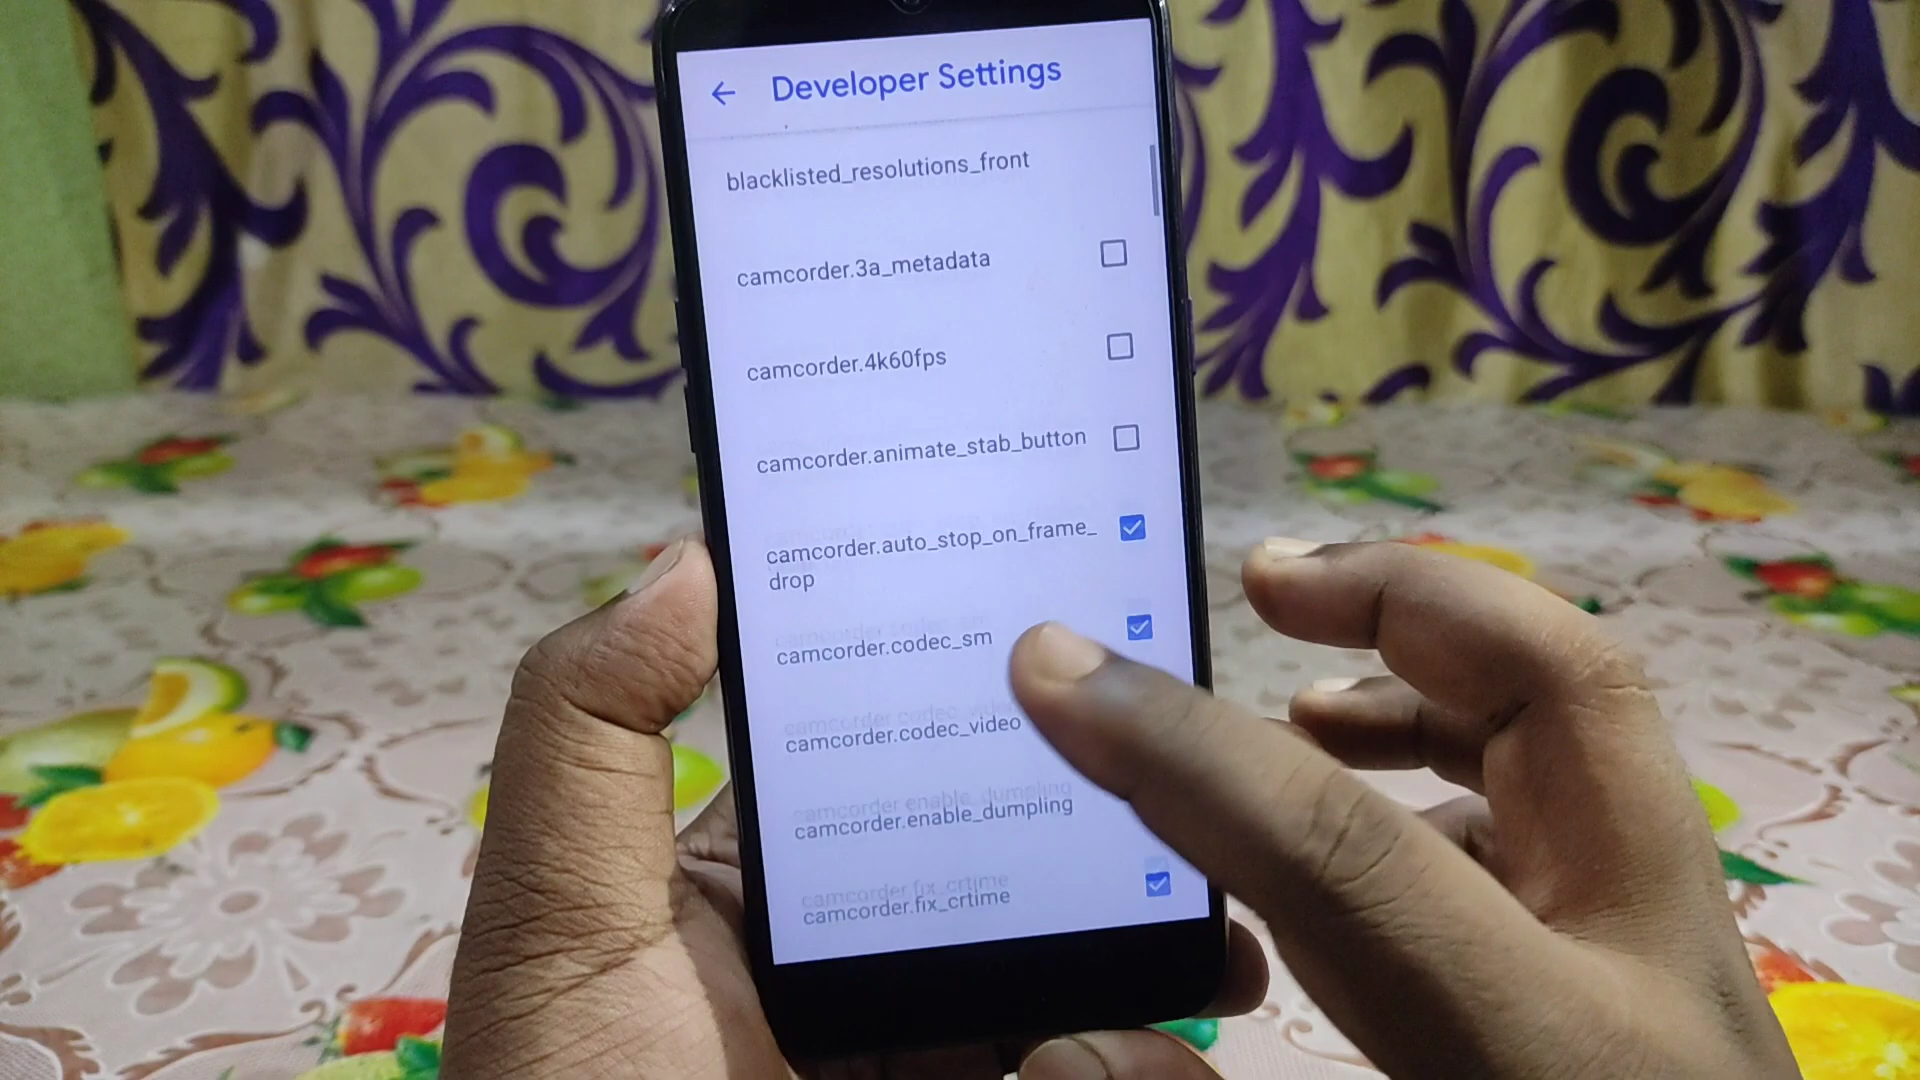 Developer Settings
blacklisted_resolutions_front
camcorder.3a_metadata
camcorder.4k60fps
camcorder.animate_stab_button
camcorder.auto_stop_on_frame_
drop
camcorder.codec_sm
camcorder.codec_video
camcorder.enable_dumpling
camcorder.fix_crtime